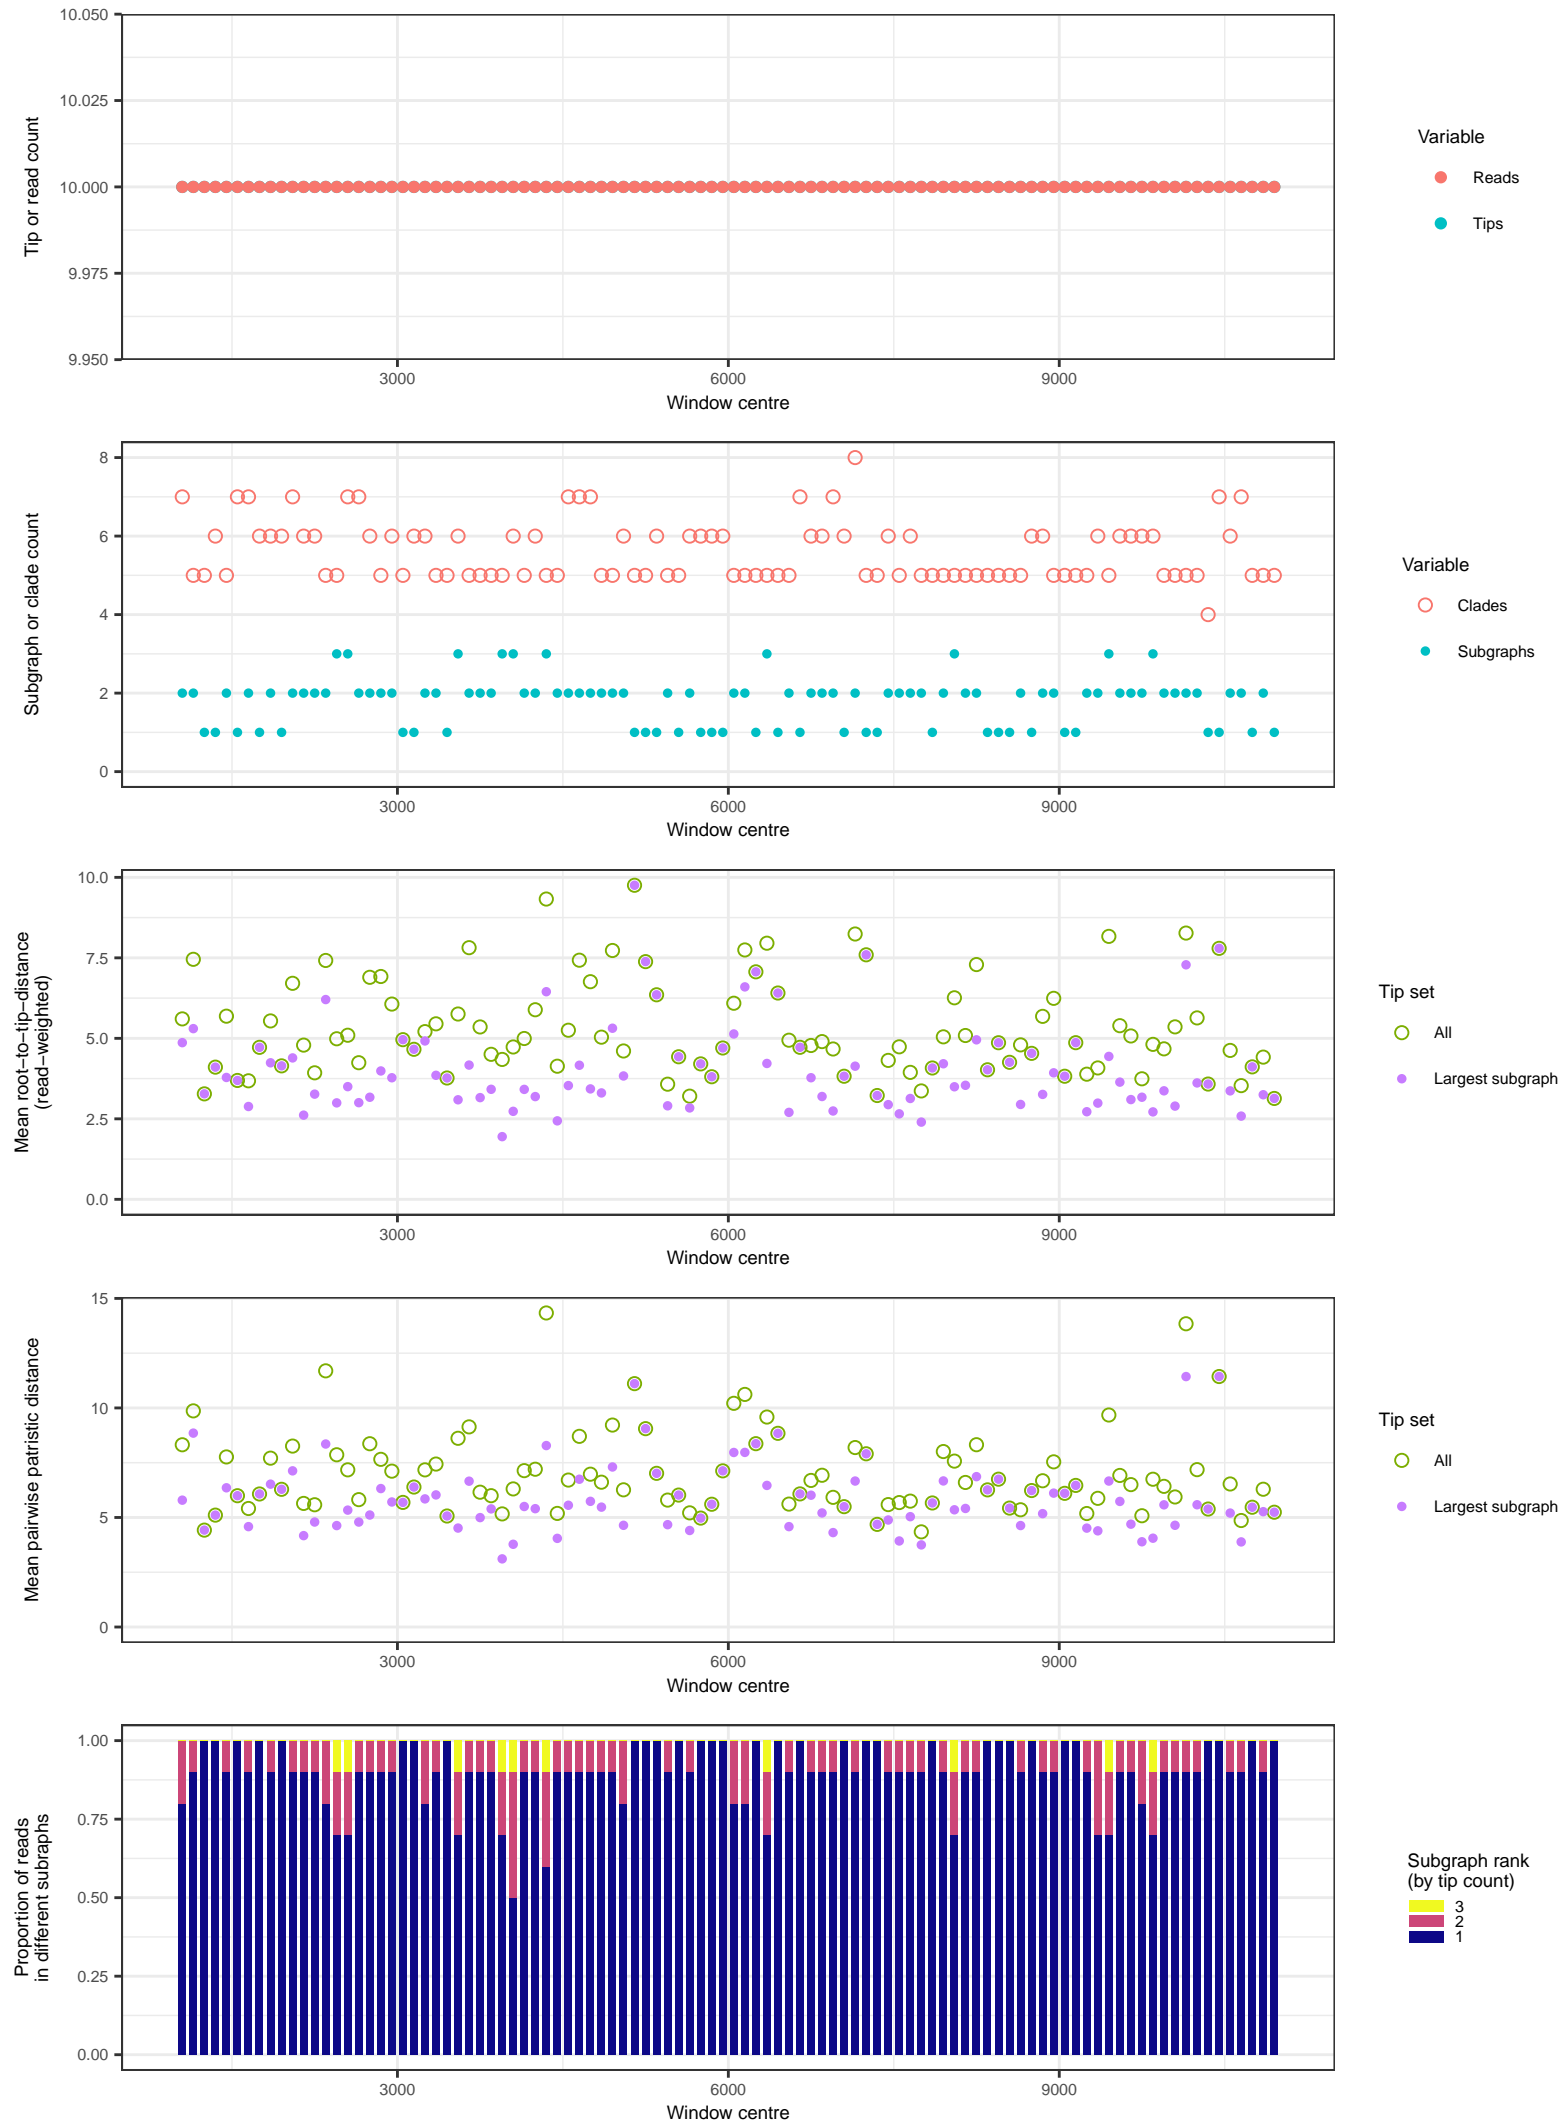 10.050
10.025
10.000
9.975
9.950
Tip or read count
3000
6000
9000
Window centre
Variable
Reads
Tips
8
6
4
2
0
Subgraph or clade count
3000
6000
9000
Window centre
Variable
Clades
Subgraphs
10.0
7.5
5.0
2.5
0.0
Mean root−to−tip−distance
(read−weighted)
3000
6000
9000
Window centre
Tip set
All
Largest subgraph
15
10
5
0
Mean pairwise patristic distance
3000
6000
9000
Window centre
Tip set
All
Largest subgraph
1.00
0.75
0.50
0.25
0.00
Proportion of reads
in different subraphs
3000
6000
9000
Window centre
Subgraph rank
(by tip count)
3
2
1